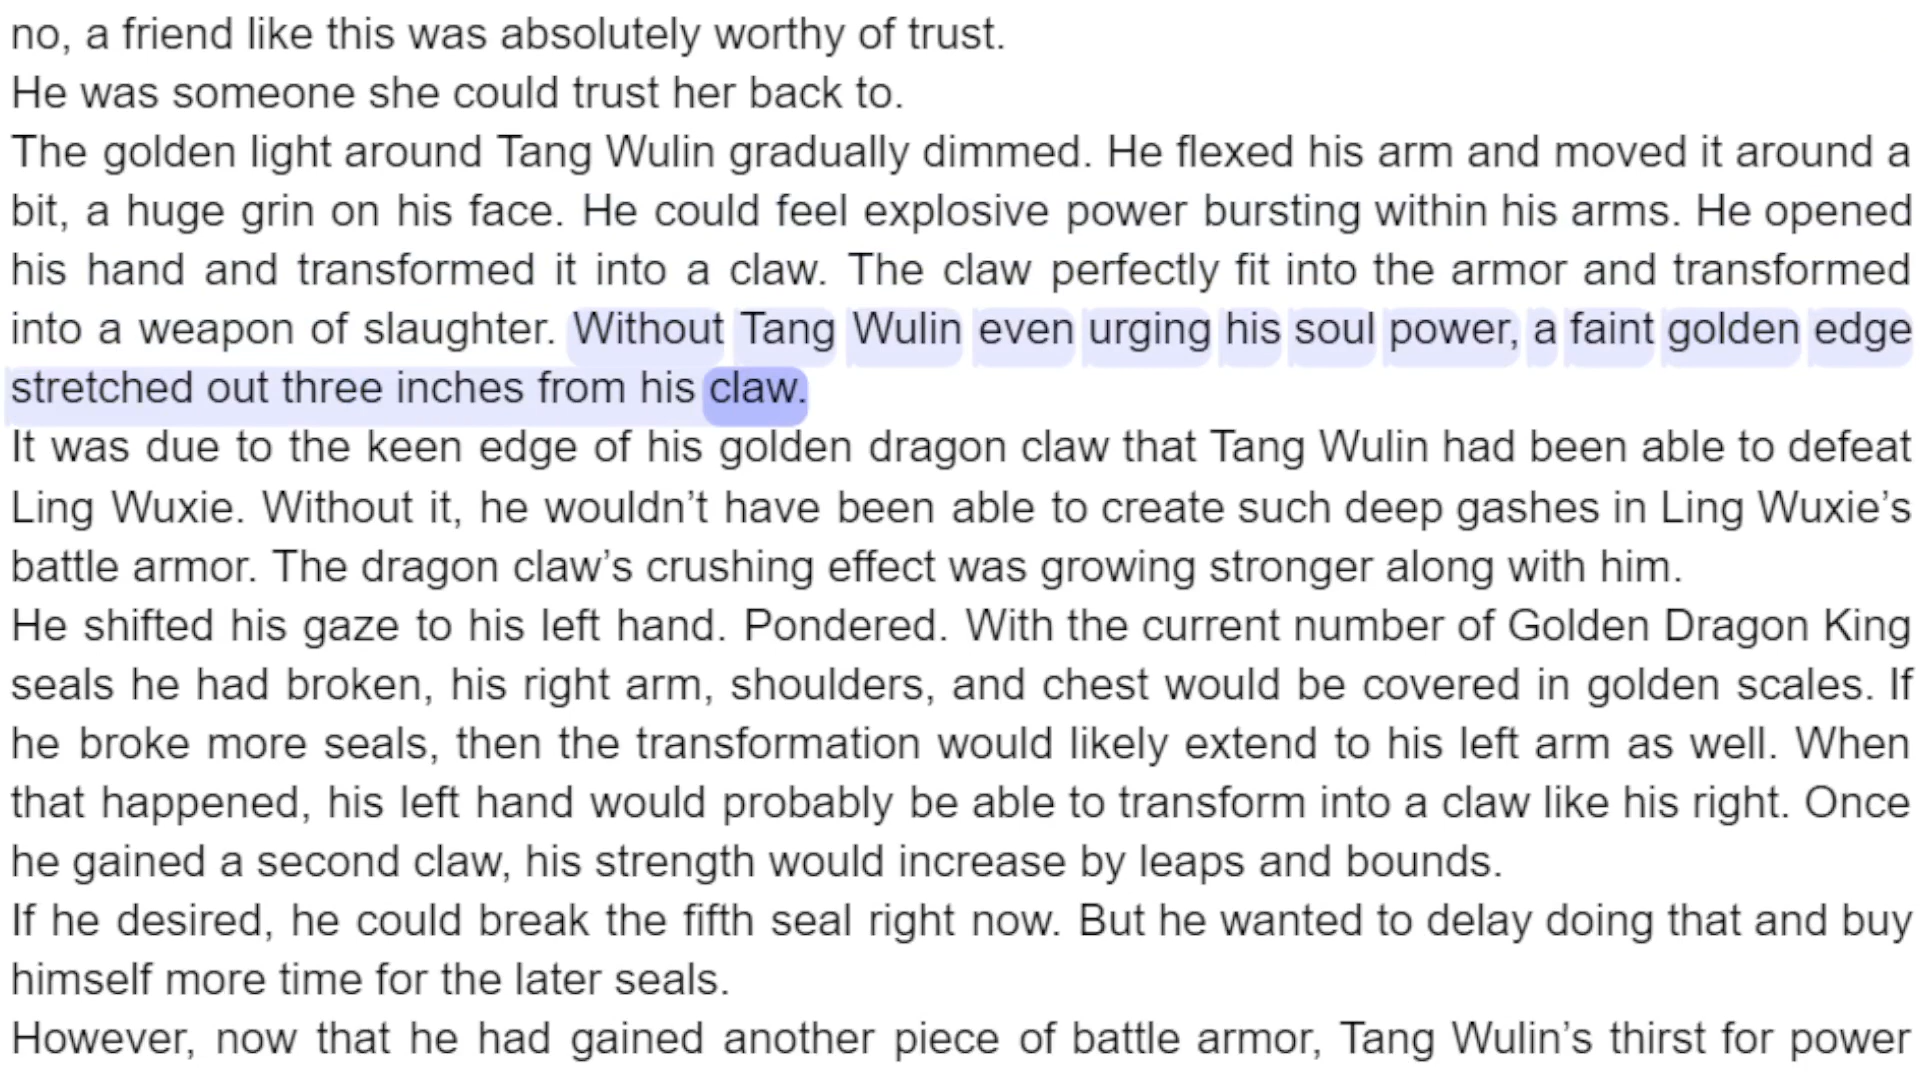 no, a friend like this was absolutely worthy of trust.
He was someone she could trust her back to.
The golden light around Tang Wulin gradually dimmed. He flexed his arm and moved it around a
bit, a huge grin on his face. He could feel explosive power bursting within his arms. He opened
his hand and transformed it into a claw. The claw perfectly fit into the armor and transformed
into a weapon of slaughter. Without Tang Wulin even urging his soul power, a faint golden edge
stretched out three inches from his claw.
It was due to the keen edge of his golden dragon claw that Tang Wulin had been able to defeat
Ling Wuxie. Without it, he wouldn’t have been able to create such deep gashes in Ling Wuxie’s
battle armor. The dragon claw’s crushing effect was growing stronger along with him.
He shifted his gaze to his left hand. Pondered. With the current number of Golden Dragon King
seals he had broken, his right arm, shoulders, and chest would be covered in golden scales. If
he broke more seals, then the transformation would likely extend to his left arm as well. When
that happened, his left hand would probably be able to transform into a claw like his right. Once
he gained a second claw, his strength would increase by leaps and bounds.
If he desired, he could break the fifth seal right now. But he wanted to delay doing that and buy
himself more time for the later seals.
However, now that he had gained another piece of battle armor, Tang Wulin’s thirst for power